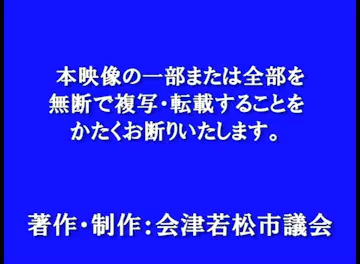 本映像の一部または全部を
無断で複写・転載することを
かたくお断りいたします。
著作・制作：会津若松市議会